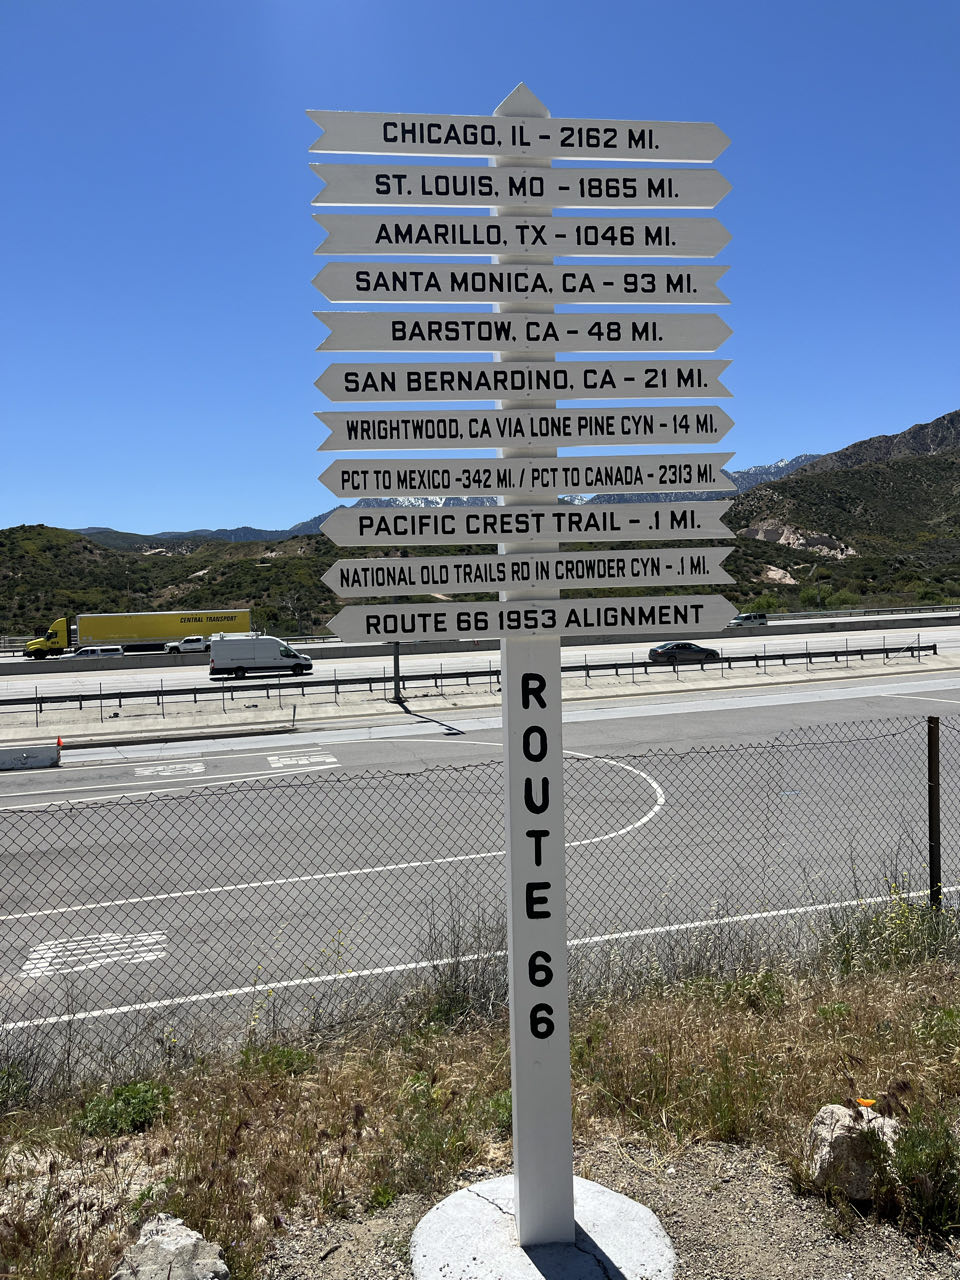 CHICAGO, IL - 2162 MI.
ST. LOUIS, MO - 1865 MI.
AMARILLO, TX - 1046 MI.
SANTA MONICA, CA - 93 MI.
BARSTOW, CA - 48 MI.
SAN BERNARDINO, CA - 21 MI.
WRIGHTWOOD, CA VIA LONE PINE CYN - 14 MI.
PCT TO MEXICO -342 MI. / PCT TO CANADA - 2313 MI.
PACIFIC CREST TRAIL - .1 MI.
NATIONAL OLD TRAILS RD IN CROWDER CYN - .1 MI.
ROUTE 66 1953 ALIGNMENT
CENTRAL TRANSPORT
ROUTE 66